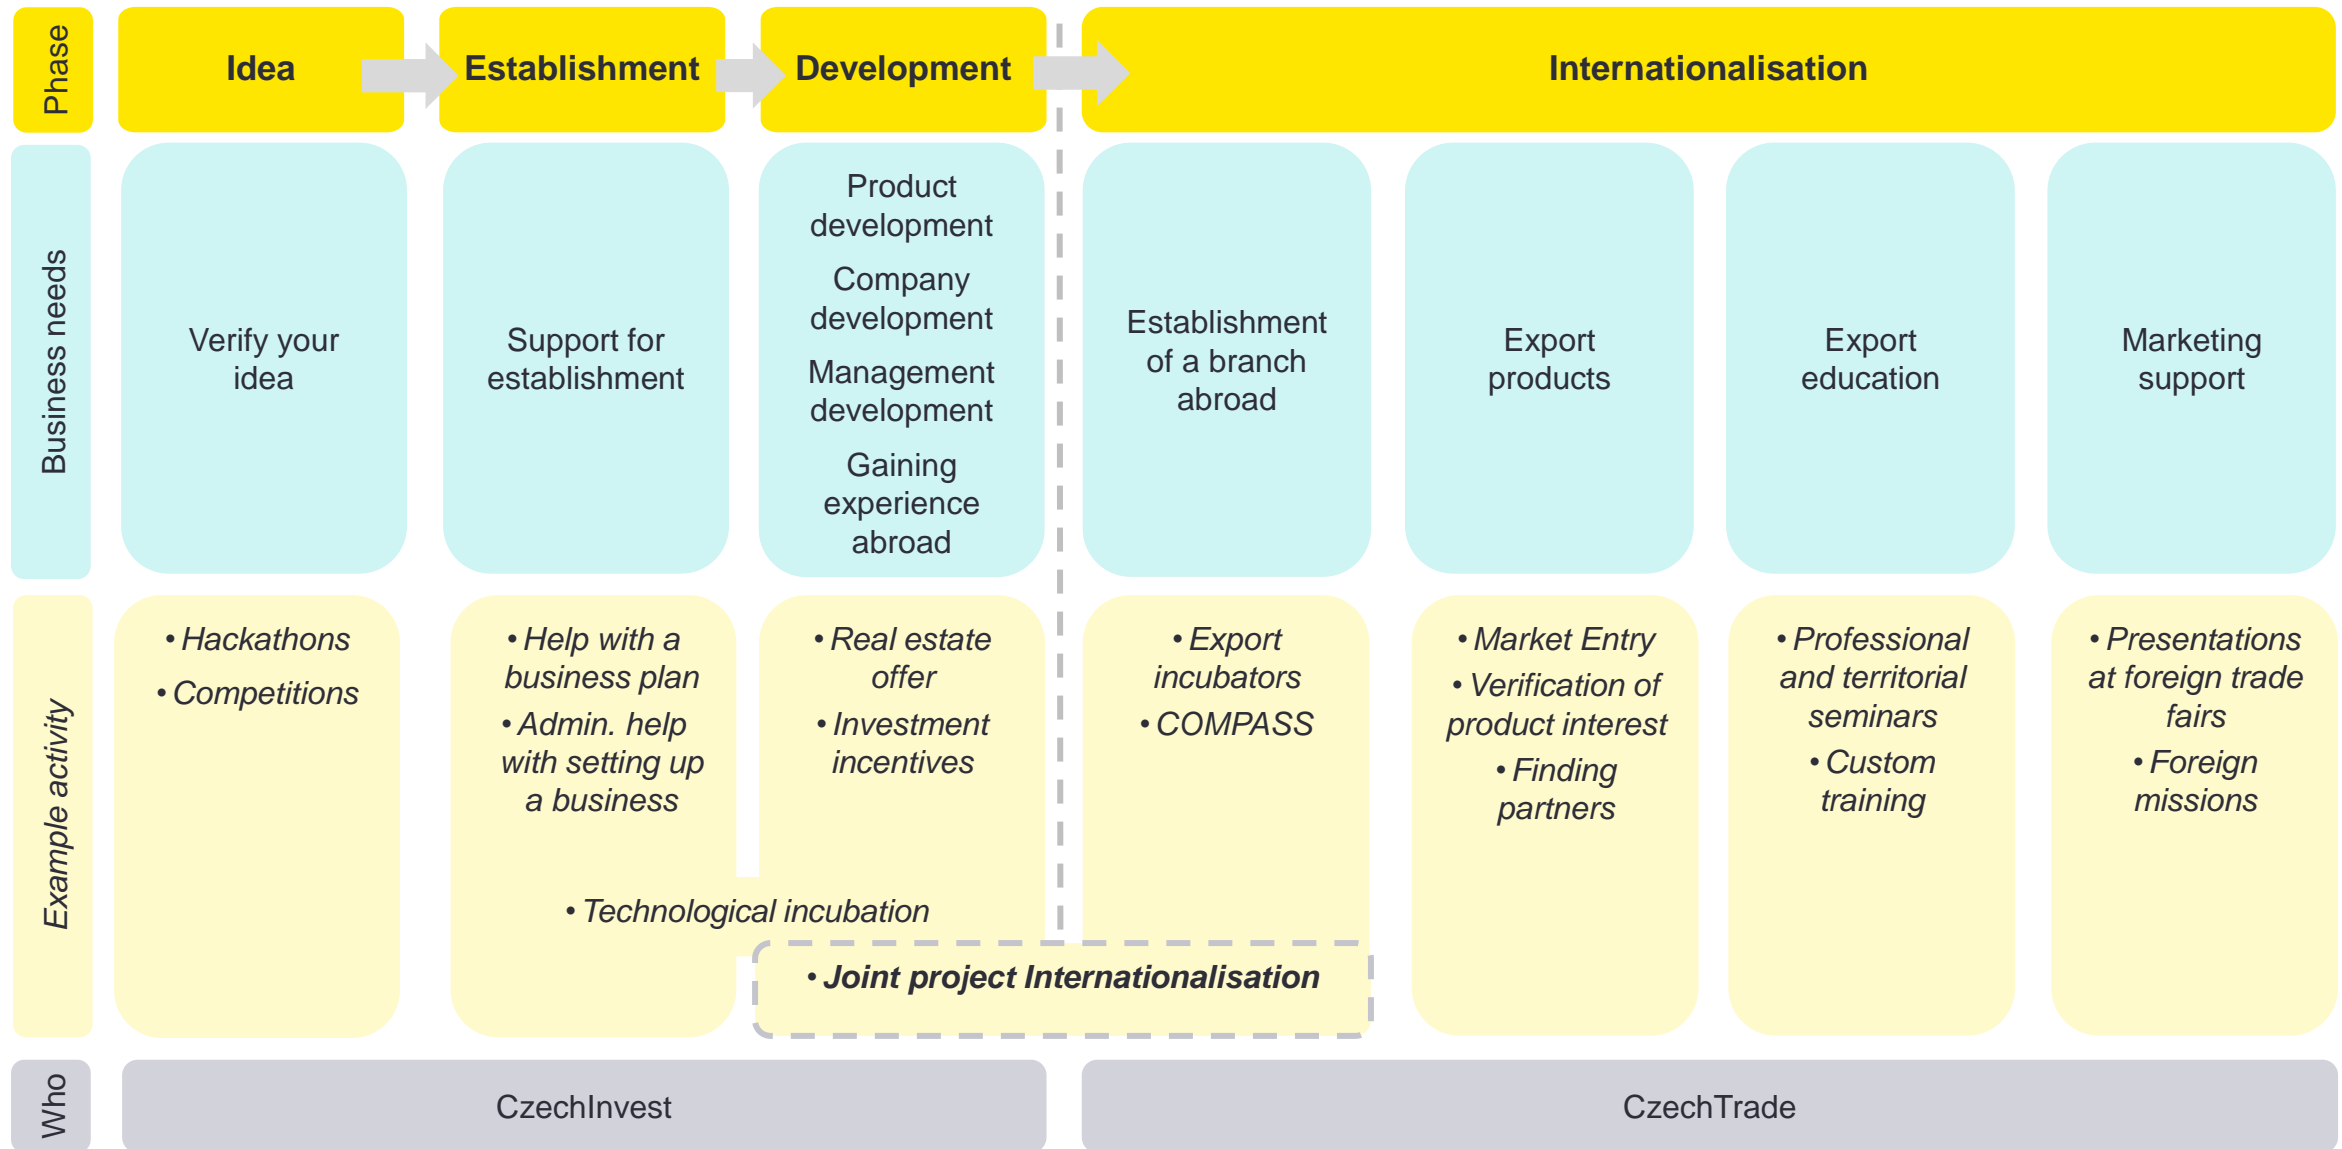 Phase
Idea
Establishment
Development
Internationalisation
Business needs
Verify your
idea
Support for
establishment
Product
development
Company
development
Management
development
Gaining
experience
abroad
Establishment
of a branch
abroad
Export
products
Export
education
Marketing
support
Example activity
• Hackathons
• Competitions
• Help with a
business plan
• Admin. help
with setting up
a business
• Real estate
offer
• Investment
incentives
• Technological incubation
• Export
incubators
• COMPASS
• Joint project Internationalisation
• Market Entry
• Verification of
product interest
• Finding
partners
• Professional
and territorial
seminars
• Custom
training
• Presentations
at foreign trade
fairs
• Foreign
missions
Who
CzechInvest
CzechTrade